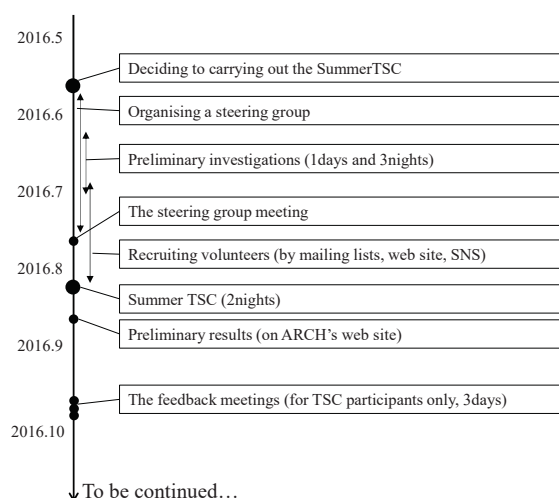 2016.5
Deciding to carrying out the SummerTSC
2016.6
Organising a steering group
Preliminary investigations (1days and 3nights)
2016.7
The steering group meeting
Recruiting volunteers (by mailing lists, web site, SNS)
2016.8
Summer TSC (2nights)
Preliminary results (on ARCH's web site)
2016.9
The feedback meetings (for TSC participants only, 3days)
2016.10
To be continued…